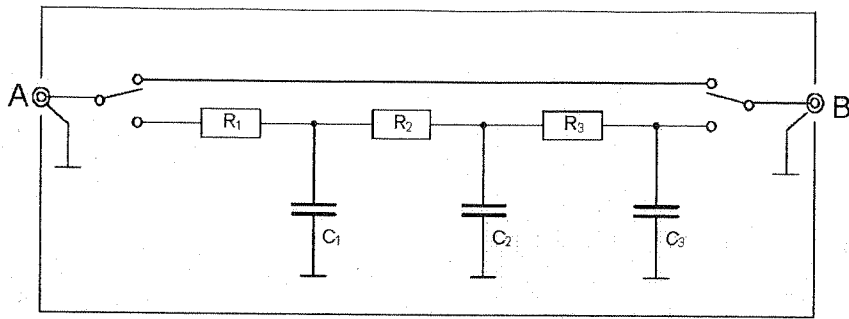 A
B
R₁
R₂
R₃
C₁
C₂
C₃